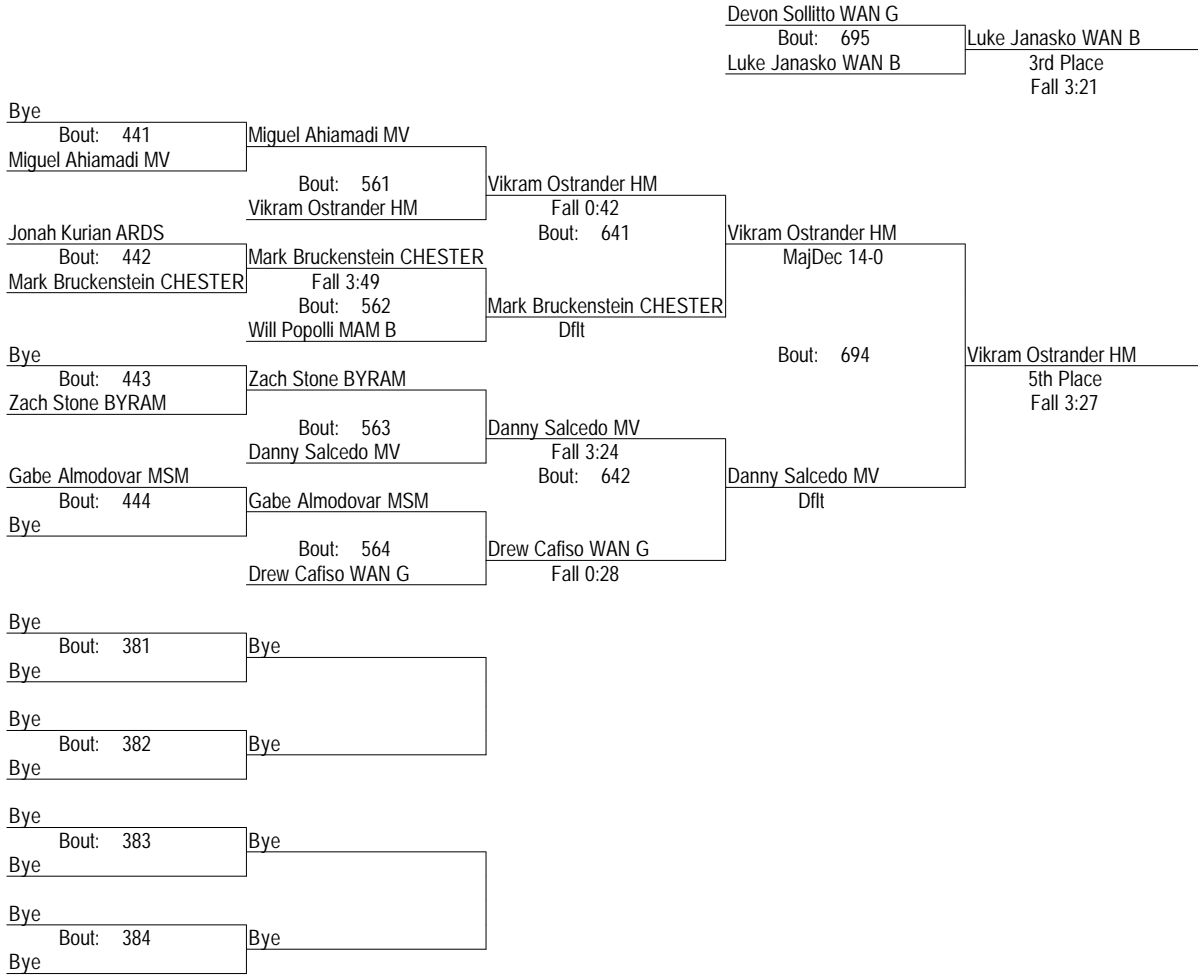 Devon Sollitto WAN G
Bout: 695
Luke Janasko WAN B
Luke Janasko WAN B
3rd Place
Fall 3:21
Bye
Bout: 441
Miguel Ahiamadi MV
Miguel Ahiamadi MV
Bout: 561
Vikram Ostrander HM
Vikram Ostrander HM
Fall 0:42
Bout: 641
Jonah Kurian ARDS
Bout: 442
Mark Bruckenstein CHESTER
Mark Bruckenstein CHESTER
Fall 3:49
Bout: 562
Will Popolli MAM B
Mark Bruckenstein CHESTER
Dflt
Vikram Ostrander HM
MajDec 14-0
Bout: 694
Vikram Ostrander HM
5th Place
Fall 3:27
Bye
Bout: 443
Zach Stone BYRAM
Zach Stone BYRAM
Bout: 563
Danny Salcedo MV
Danny Salcedo MV
Fall 3:24
Bout: 642
Danny Salcedo MV
Dflt
Gabe Almodovar MSM
Bout: 444
Bye
Gabe Almodovar MSM
Bout: 564
Drew Cafiso WAN G
Drew Cafiso WAN G
Fall 0:28
Bye
Bout: 381
Bye
Bye
Bye
Bout: 382
Bye
Bye
Bye
Bout: 383
Bye
Bye
Bye
Bout: 384
Bye
Bye